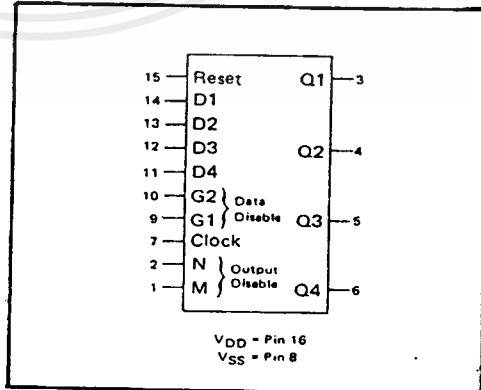 15 Reset Q1 3
14 D1
13 D2
12 D3 Q2 4
11 D4
10 G2 Data
9 G1 Disable Q3 5
7 Clock
2 N Output
1 M Disable Q4 6
VDD = Pin 16
VSS = Pin 8